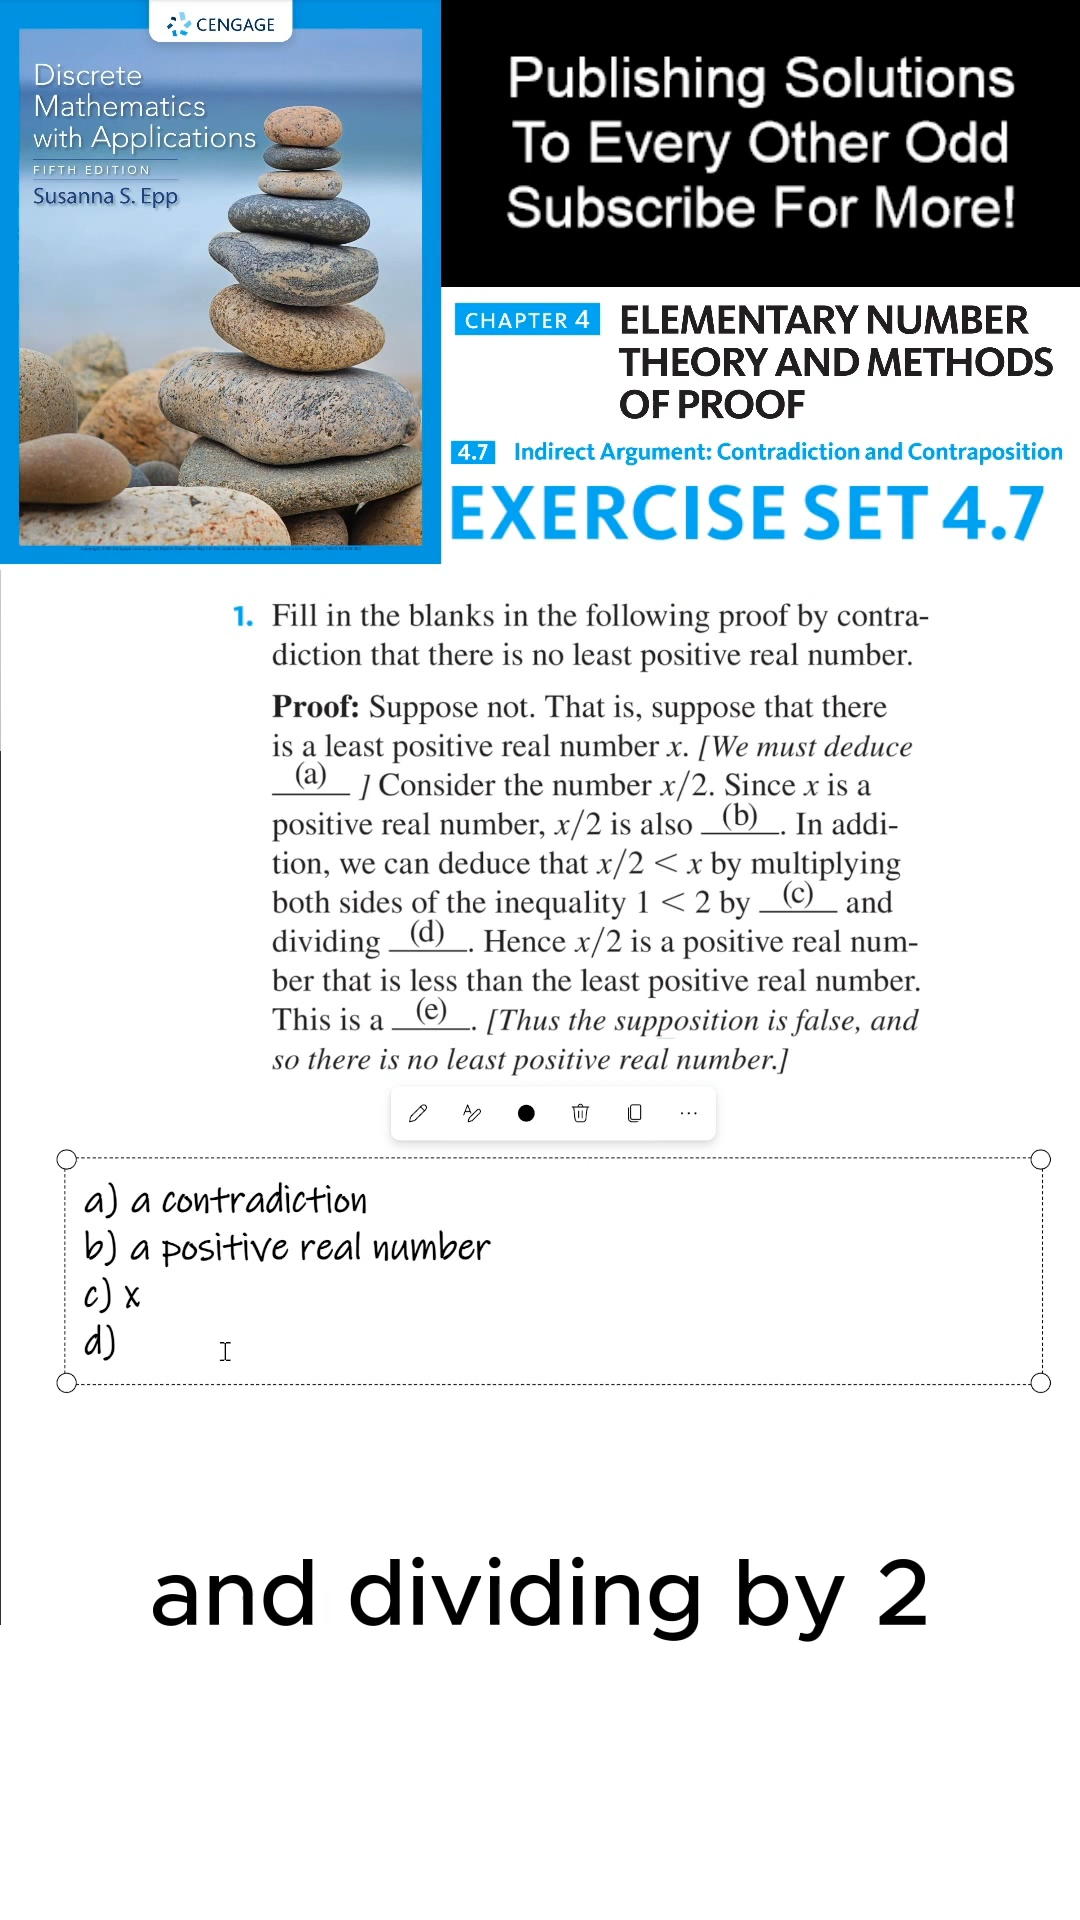 CENGAGE
Discrete
Mathematics
with Applications
FIFTH EDITION
Susanna S. Epp
Publishing Solutions
To Every Other Odd
Subscribe For More!
CHAPTER 4 ELEMENTARY NUMBER
THEORY AND METHODS
OF PROOF
4.7 Indirect Argument: Contradiction and Contraposition
EXERCISE SET 4.7
1. Fill in the blanks in the following proof by contra-
diction that there is no least positive real number.
Proof: Suppose not. That is, suppose that there
is a least positive real number x. [We must deduce
(a) ] Consider the number x/2. Since x is a
positive real number, x/2 is also (b). In addi-
tion, we can deduce that x/2 < x by multiplying
both sides of the inequality 1 < 2 by (c) and
dividing (d). Hence x/2 is a positive real num-
ber that is less than the least positive real number.
This is a (e). [Thus the supposition is false, and
so there is no least positive real number.]
a) a contradiction
b) a positive real number
c) x
d)
and dividing by 2